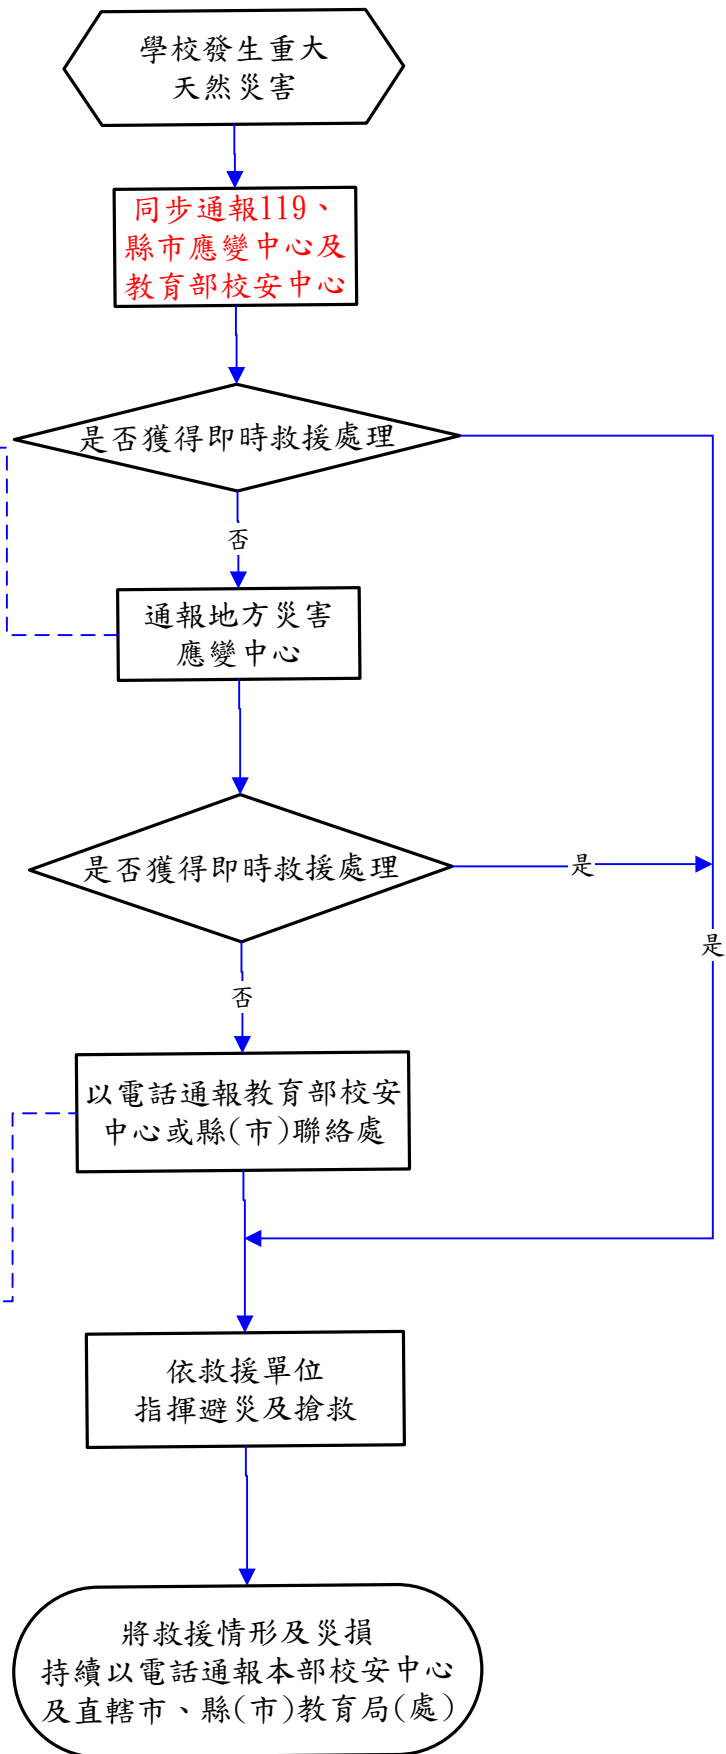 學校發生重大
天然災害
同步通報119、
縣市應變中心及
教育部校安中心
是否獲得即時救援處理
否
通報地方災害
應變中心
是否獲得即時救援處理
是
是
否
以電話通報教育部校安
中心或縣(市)聯絡處
依救援單位
指揮避災及搶救
將救援情形及災損
持續以電話通報本部校安中心
及直轄市、縣(市)教育局(處)